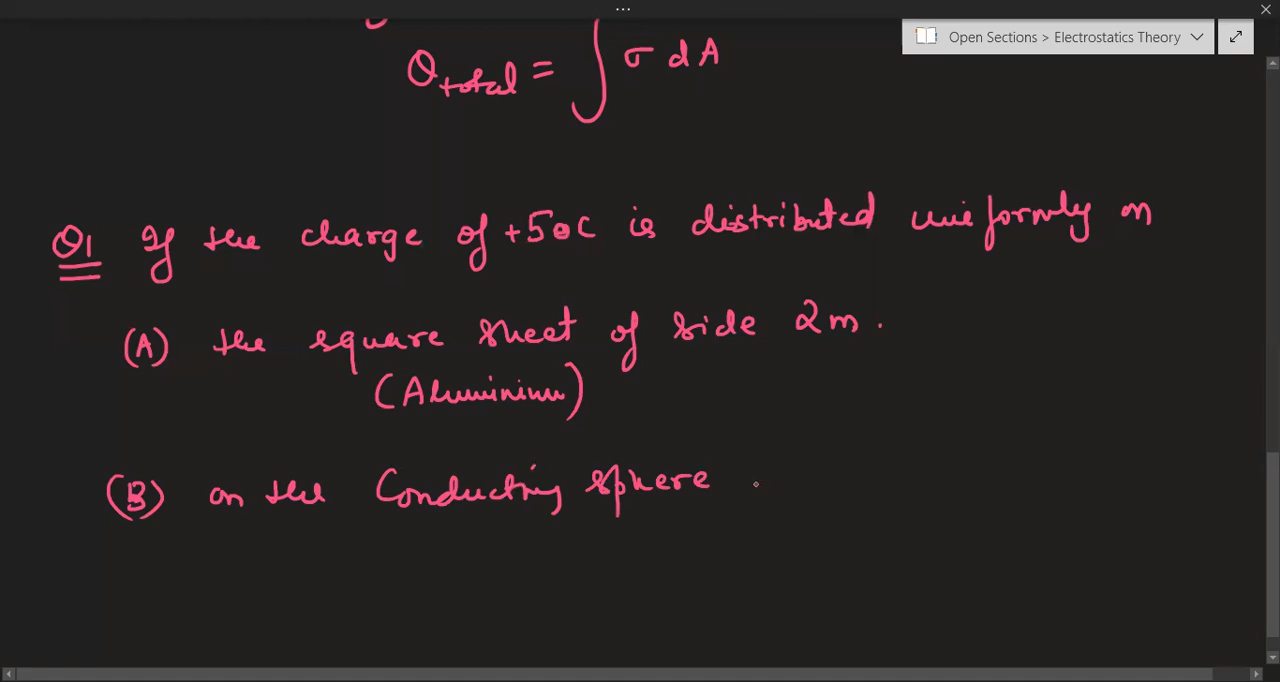 Open Sections > Electrostatics Theory
Q total = ∫ σ dA
Q1 If the charge of +50C is distributed uniformly on
(A) the square sheet of side 2m.
(Aluminium)
(B) on the Conducting sphere